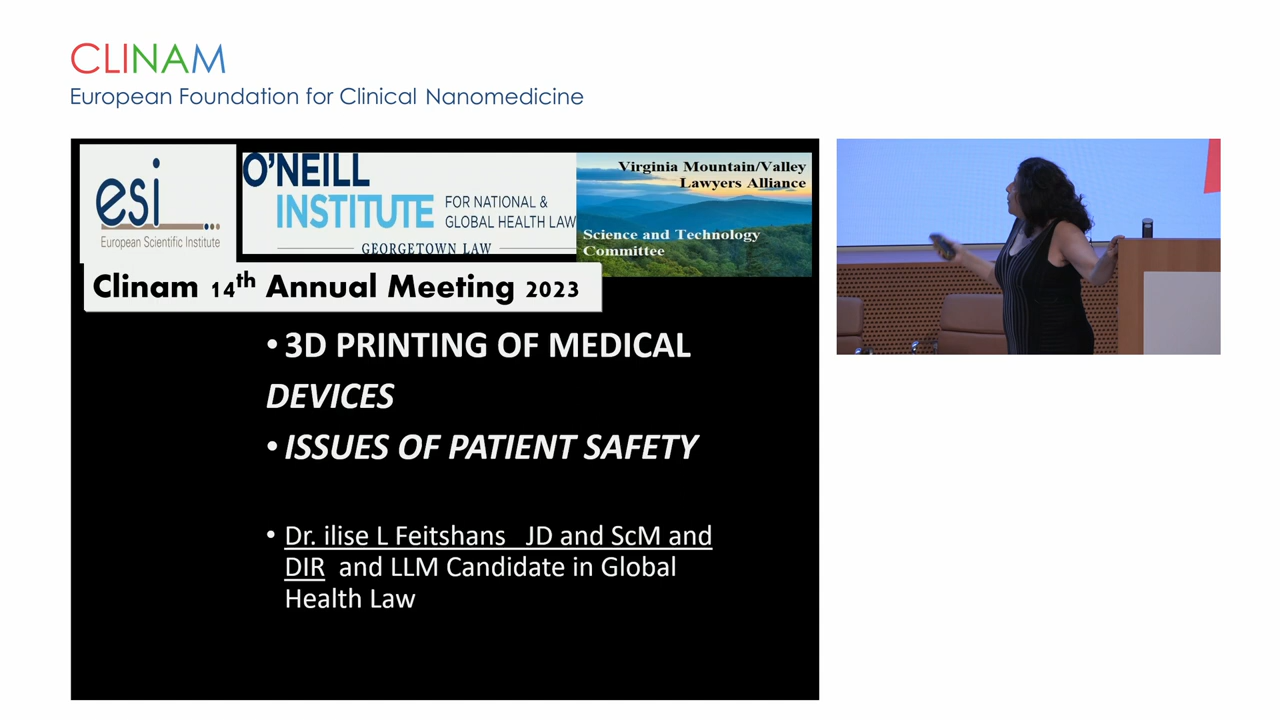 CLINAM
European Foundation for Clinical Nanomedicine
esi
European Scientific Institute
O'NEILL
INSTITUTE
FOR NATIONAL &
GLOBAL HEALTH LAW
GEORGETOWN LAW
Virginia Mountain/Valley
Lawyers Alliance
Science and Technology
Committee
Clinam 14th Annual Meeting 2023
• 3D PRINTING OF MEDICAL
DEVICES
• ISSUES OF PATIENT SAFETY
• Dr. ilise L Feitshans JD and ScM and
DIR and LLM Candidate in Global
Health Law